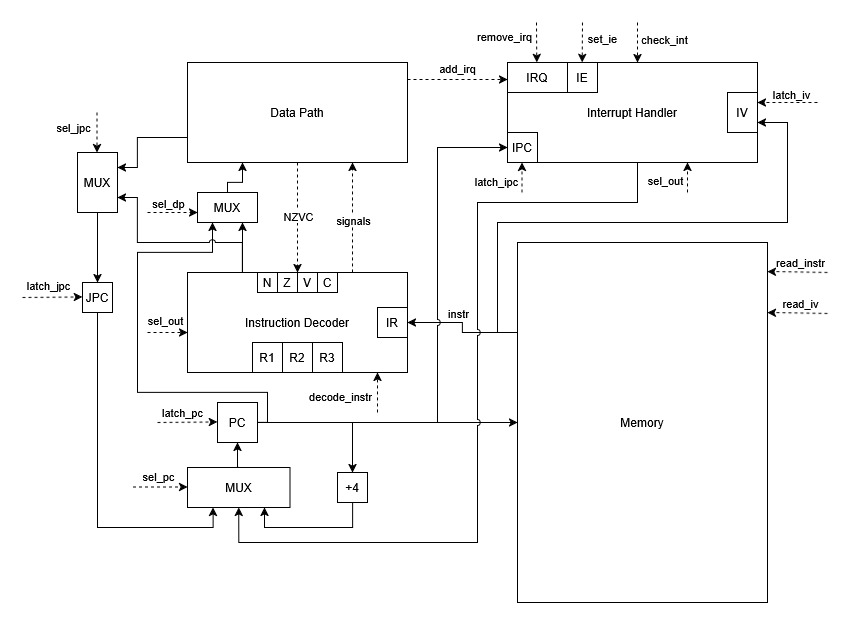 remove_irq
set_ie
check_int
add_irq
IRQ
IE
Data Path
Interrupt Handler
IV
latch_iv
sel_jpc
IPC
MUX
latch_ipc
sel_out
sel_dp
MUX
NZVC
signals
read_instr
N
Z
V
C
latch_jpc
JPC
read_iv
sel_out
Instruction Decoder
IR
instr
R1
R2
R3
decode_instr
latch_pc
PC
Memory
sel_pc
MUX
+4